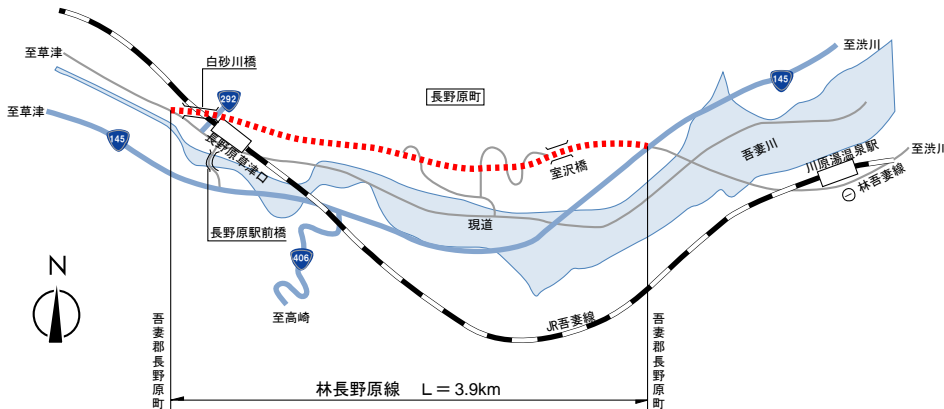 至草津
白砂川橋
292
至渋川
145
長野原町
至草津
145
長野原草津口
室沢橋
吾妻川
川原湯温泉駅
至渋川
林吾妻線
現道
長野原駅前橋
406
N
至高崎
JR吾妻線
吾妻郡長野原町
吾妻郡長野原町
林長野原線 L＝3.9km